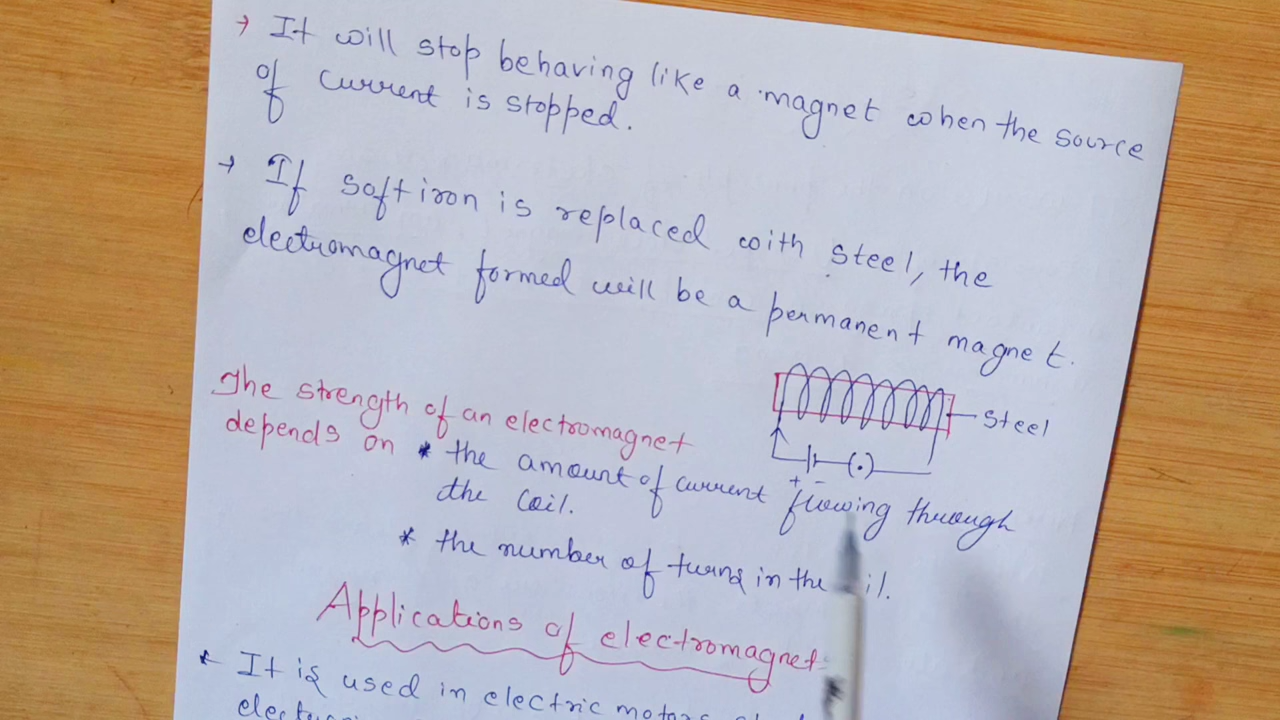 → It will stop behaving like a magnet when the source
of current is stopped.
→ If soft iron is replaced with steel, the
electromagnet formed will be a permanent magnet.
Steel
+ -
The strength of an electromagnet
depends on * the amount of current flowing through
the coil.
* the number of turns in the
Applications of electromagnet
* It is used in electric motors